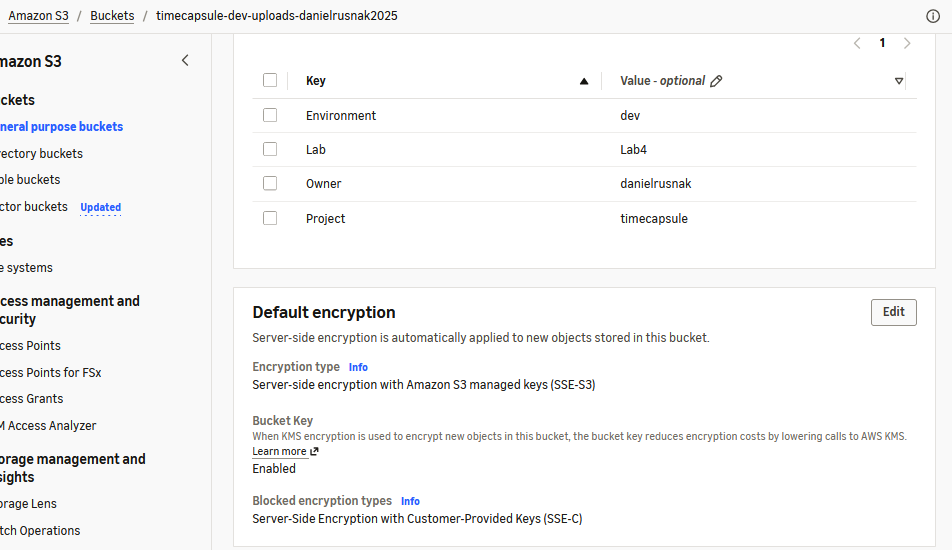 Amazon S3 / Buckets / timecapsule-dev-uploads-danielrusnak2025
mazon S3
ckets
neral purpose buckets
rectory buckets
ble buckets
ctor buckets Updated
es
e systems
cess management and
curity
cess Points
cess Points for FSx
cess Grants
M Access Analyzer
orage management and
sights
orage Lens
tch Operations
1
Key Value - optional
Environment dev
Lab Lab4
Owner danielrusnak
Project timecapsule
Default encryption Edit
Server-side encryption is automatically applied to new objects stored in this bucket.
Encryption type Info
Server-side encryption with Amazon S3 managed keys (SSE-S3)
Bucket Key
When KMS encryption is used to encrypt new objects in this bucket, the bucket key reduces encryption costs by lowering calls to AWS KMS.
Learn more
Enabled
Blocked encryption types Info
Server-Side Encryption with Customer-Provided Keys (SSE-C)